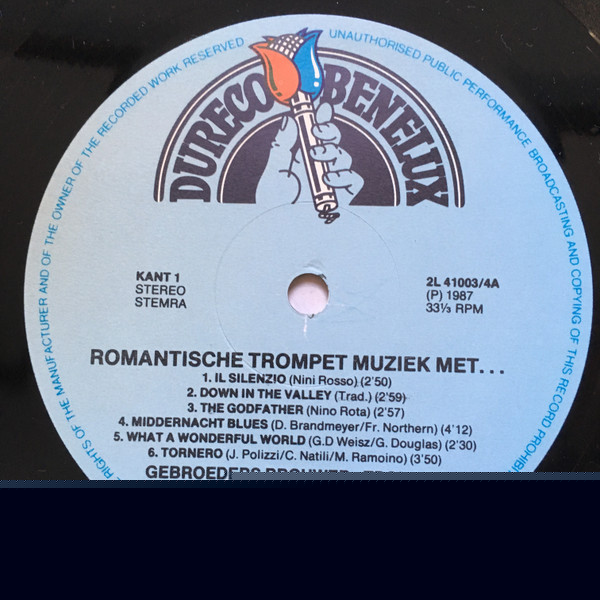 UNAUTHORISED PUBLIC PERFORMANCE BROADCASTING AND COPYING OF THIS RECORD PROHIBI
RIGHTS OF THE MANUFACTURER AND OF THE OWNER OF THE RECORDED WORK RESERVED
DURECO BENELUX
KANT 1
STEREO
STEMRA
2L 41003/4A
(P) 1987
33⅓ RPM
ROMANTISCHE TROMPET MUZIEK MET...
1. IL SILENZIO (Nini Rosso) (2'50)
2. DOWN IN THE VALLEY (Trad.) (2'59)
3. THE GODFATHER (Nino Rota) (2'57)
4. MIDDERNACHT BLUES (D. Brandmeyer/Fr. Northern) (4'12)
5. WHAT A WONDERFUL WORLD (G.D Weisz/G. Douglas) (2'30)
6. TORNERO (J. Polizzi/C. Natili/M. Ramoino) (3'50)
GEBROEDERS BROUWER